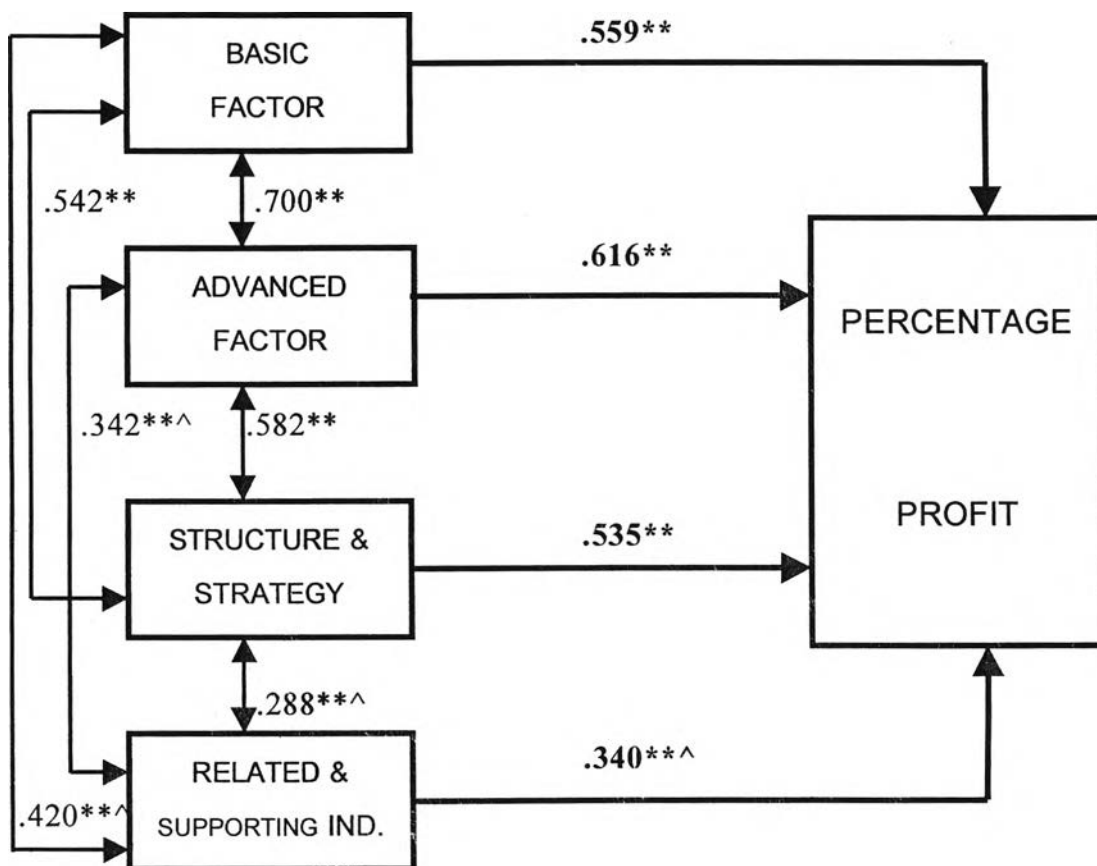 .559**
BASIC
FACTOR
.542**
.700**
.616**
ADVANCED
FACTOR
PERCENTAGE
.342**^
.582**
PROFIT
.535**
STRUCTURE &
STRATEGY
.288**^
.340**^
RELATED &
SUPPORTING IND.
.420**^